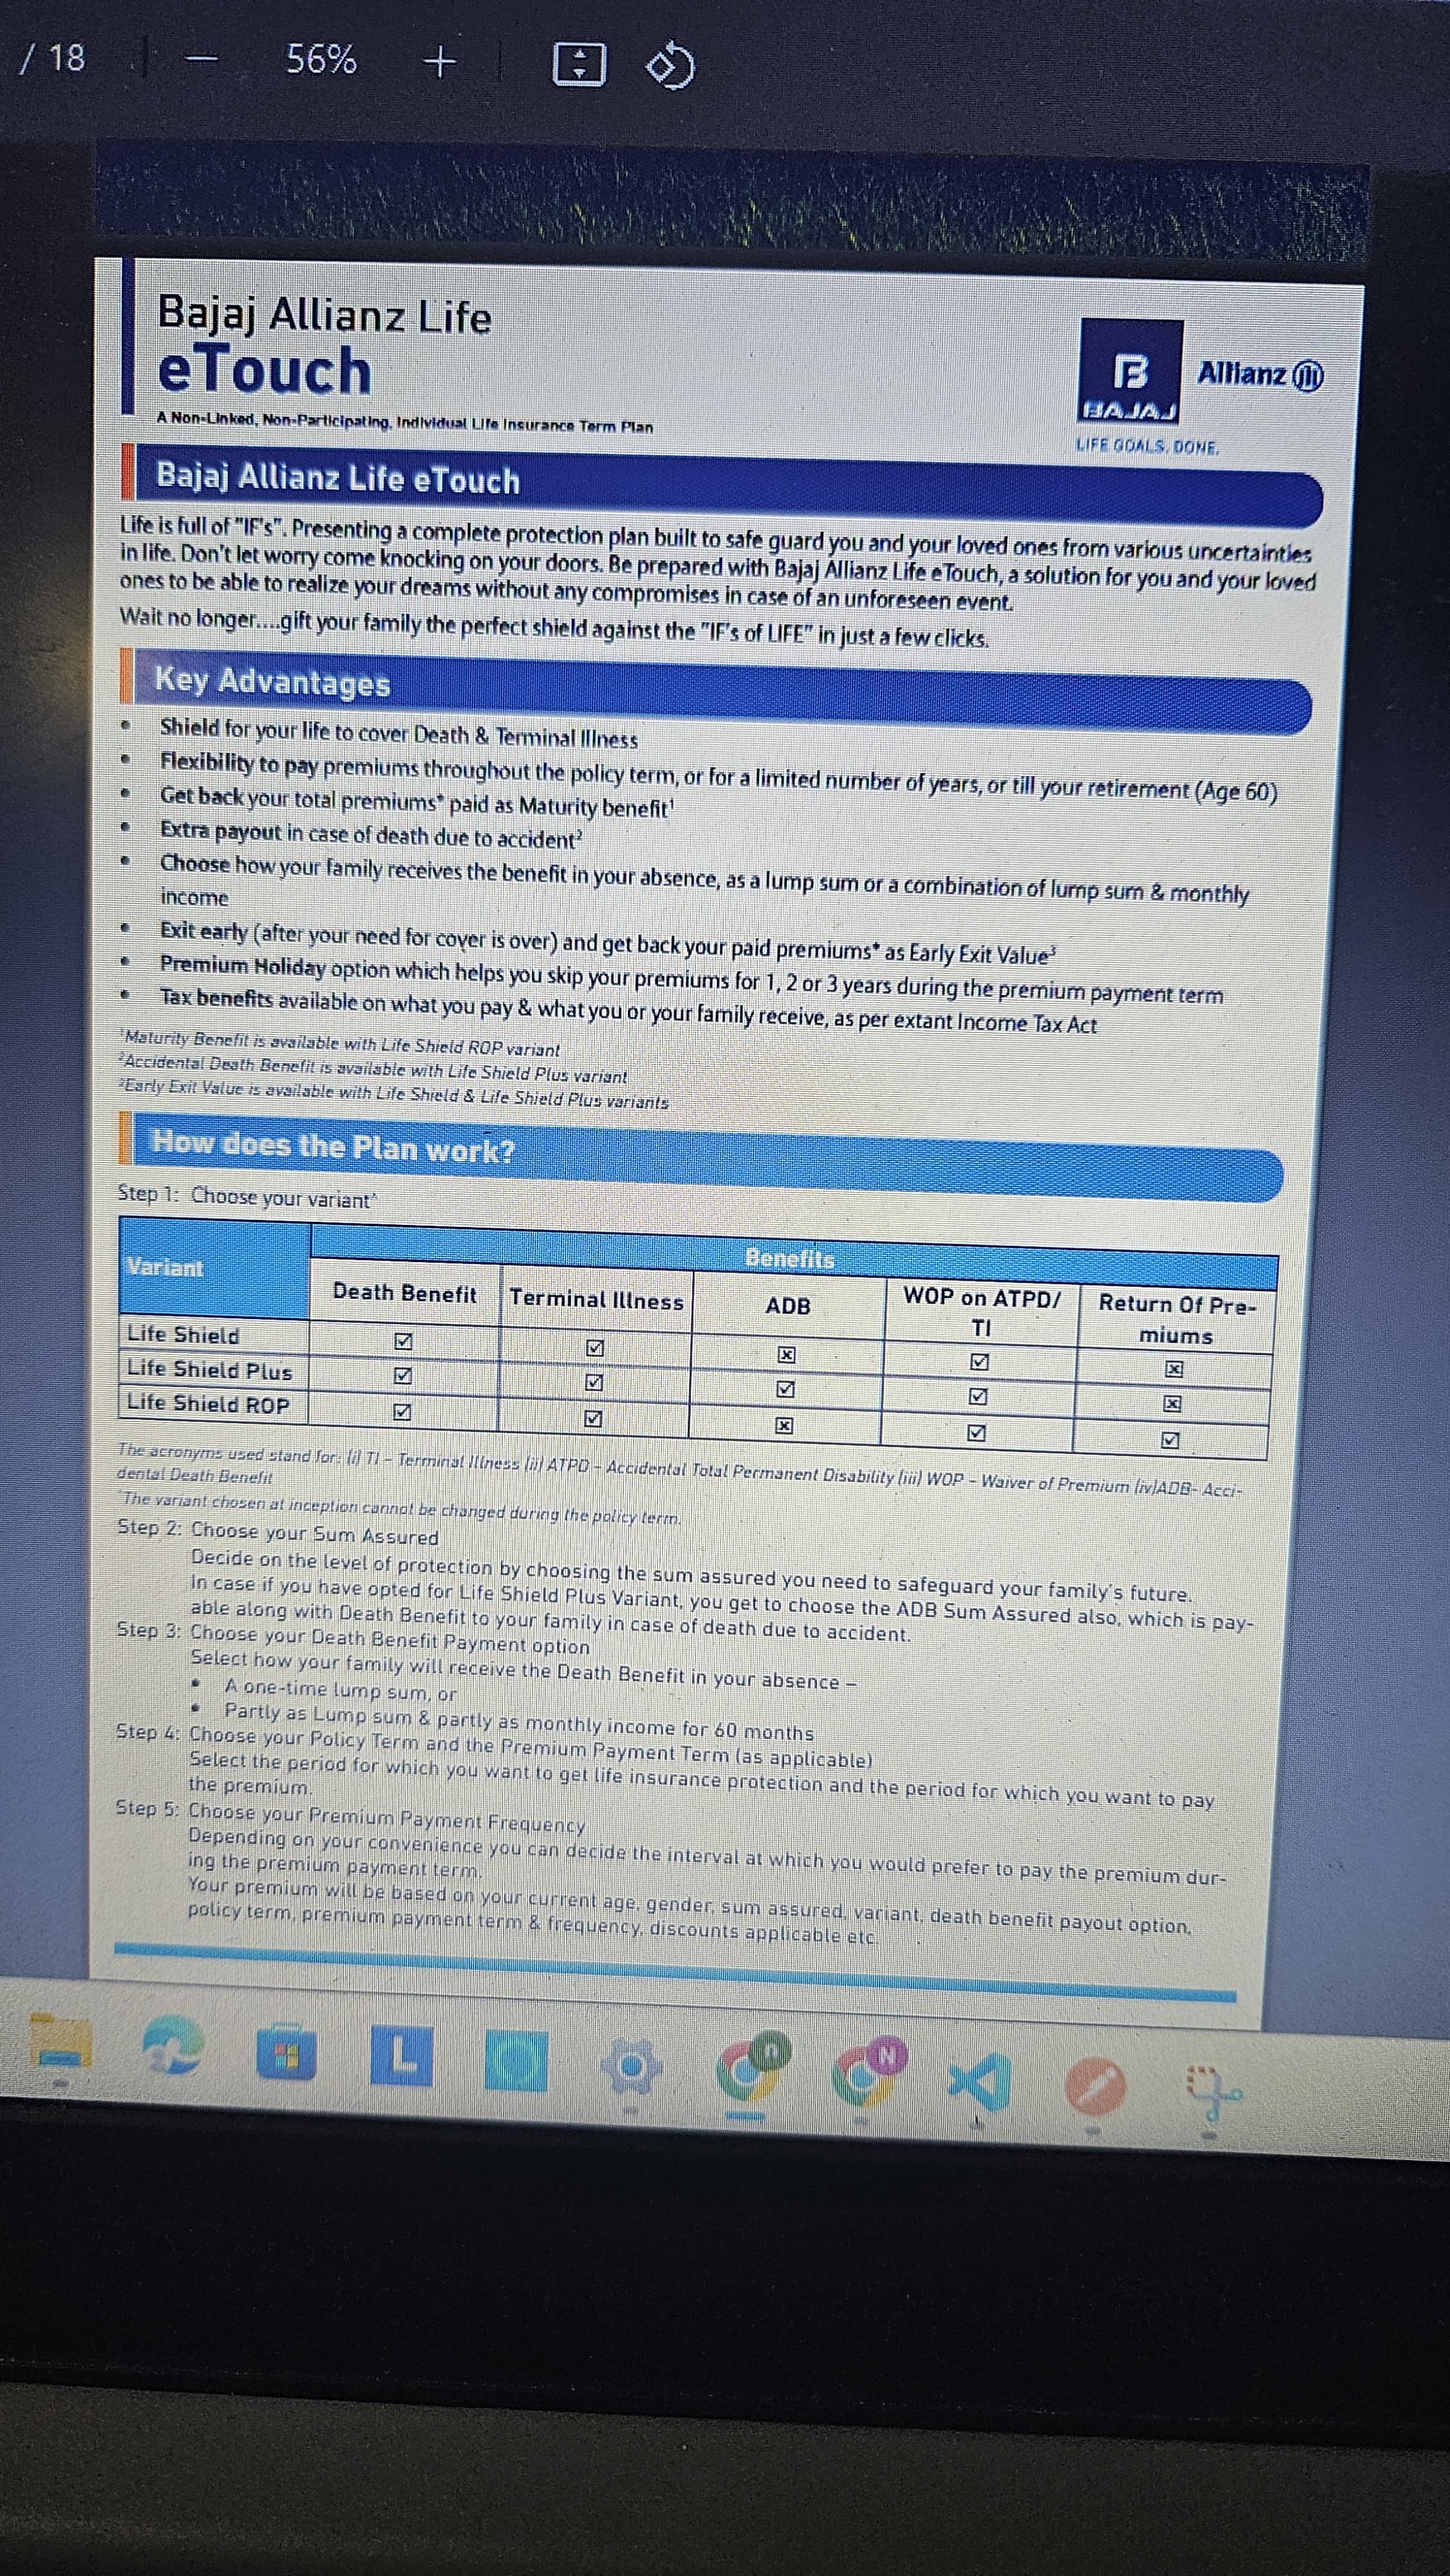 / 18
56%
Bajaj Allianz Life
eTouch
A Non-Linked, Non-Participating, Individual Life Insurance Term Plan
B
BAJAJ
Allianz
LIFE GOALS. DONE.
Bajaj Allianz Life eTouch
Life is full of "IF's". Presenting a complete protection plan built to safe guard you and your loved ones from various uncertainties
in life. Don't let worry come knocking on your doors. Be prepared with Bajaj Allianz Life eTouch, a solution for you and your loved
ones to be able to realize your dreams without any compromises in case of an unforeseen event.
Wait no longer....gift your family the perfect shield against the "IF's of LIFE" in just a few clicks.
Key Advantages
• Shield for your life to cover Death & Terminal Illness
• Flexibility to pay premiums throughout the policy term, or for a limited number of years, or till your retirement (Age 60)
• Get back your total premiums* paid as Maturity benefit¹
• Extra payout in case of death due to accident²
• Choose how your family receives the benefit in your absence, as a lump sum or a combination of lump sum & monthly
income
• Exit early (after your need for cover is over) and get back your paid premiums* as Early Exit Value³
• Premium Holiday option which helps you skip your premiums for 1, 2 or 3 years during the premium payment term
• Tax benefits available on what you pay & what you or your family receive, as per extant Income Tax Act
¹Maturity Benefit is available with Life Shield ROP variant
²Accidental Death Benefit is available with Life Shield Plus variant
³Early Exit Value is available with Life Shield & Life Shield Plus variants
How does the Plan work?
Step 1: Choose your variant^
Variant
Benefits
Death Benefit
Terminal Illness
ADB
WOP on ATPD/
TI
Return Of Pre-
miums
Life Shield ☑ ☑ ☒ ☑ ☒
Life Shield Plus ☑ ☑ ☑ ☑ ☒
Life Shield ROP ☑ ☑ ☒ ☑ ☑
The acronyms used stand for: (i) TI – Terminal Illness (ii) ATPD – Accidental Total Permanent Disability (iii) WOP – Waiver of Premium (iv)ADB- Acci-
dental Death Benefit
^The variant chosen at inception cannot be changed during the policy term.
Step 2: Choose your Sum Assured
Decide on the level of protection by choosing the sum assured you need to safeguard your family's future.
In case if you have opted for Life Shield Plus Variant, you get to choose the ADB Sum Assured also, which is pay-
able along with Death Benefit to your family in case of death due to accident.
Step 3: Choose your Death Benefit Payment option
Select how your family will receive the Death Benefit in your absence –
• A one-time lump sum, or
• Partly as Lump sum & partly as monthly income for 60 months
Step 4: Choose your Policy Term and the Premium Payment Term (as applicable)
Select the period for which you want to get life insurance protection and the period for which you want to pay
the premium.
Step 5: Choose your Premium Payment Frequency
Depending on your convenience you can decide the interval at which you would prefer to pay the premium dur-
ing the premium payment term.
Your premium will be based on your current age, gender, sum assured, variant, death benefit payout option,
policy term, premium payment term & frequency, discounts applicable etc.
L
n
N